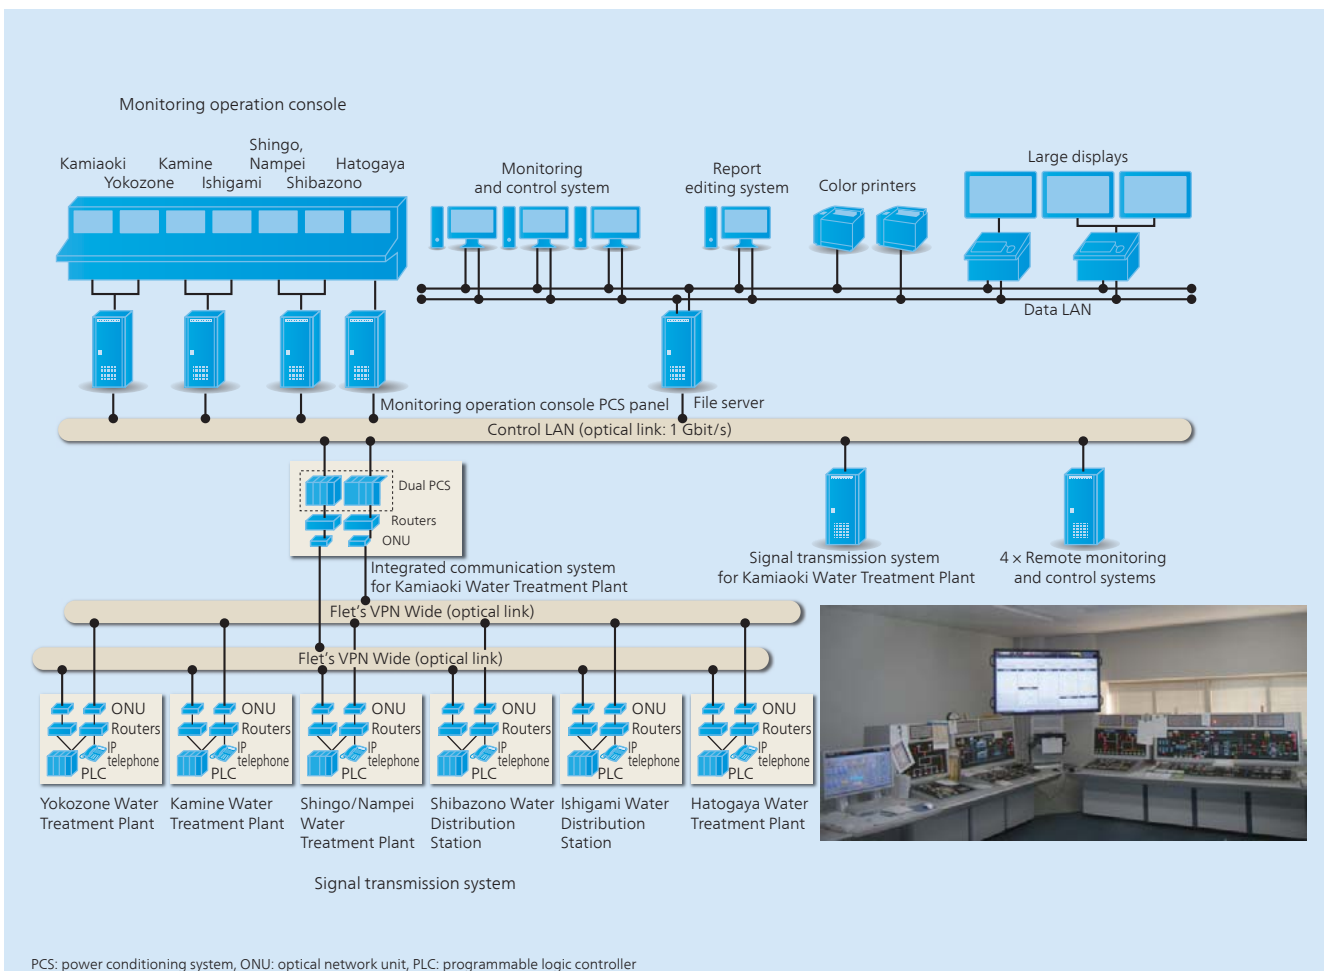 Monitoring operation console
Kamiaoki
Yokozone
Kamine
Ishigami
Shingo,
Nampei
Shibazono
Hatogaya
Monitoring
and control system
Report
editing system
Color printers
Large displays
Data LAN
Monitoring operation console PCS panel
File server
Control LAN (optical link: 1 Gbit/s)
Dual PCS
Routers
ONU
Integrated communication system
for Kamiaoki Water Treatment Plant
Signal transmission system
for Kamiaoki Water Treatment Plant
4 × Remote monitoring
and control systems
Flet's VPN Wide (optical link)
Flet's VPN Wide (optical link)
ONU
Routers
IP
telephone
PLC
Yokozone Water
Treatment Plant
ONU
Routers
IP
telephone
PLC
Kamine Water
Treatment Plant
ONU
Routers
IP
telephone
PLC
Shingo/Nampei
Water
Treatment Plant
ONU
Routers
IP
telephone
PLC
Shibazono Water
Distribution
Station
ONU
Routers
IP
telephone
PLC
Ishigami Water
Distribution
Station
ONU
Routers
IP
telephone
PLC
Hatogaya Water
Treatment Plant
Signal transmission system
PCS: power conditioning system, ONU: optical network unit, PLC: programmable logic controller